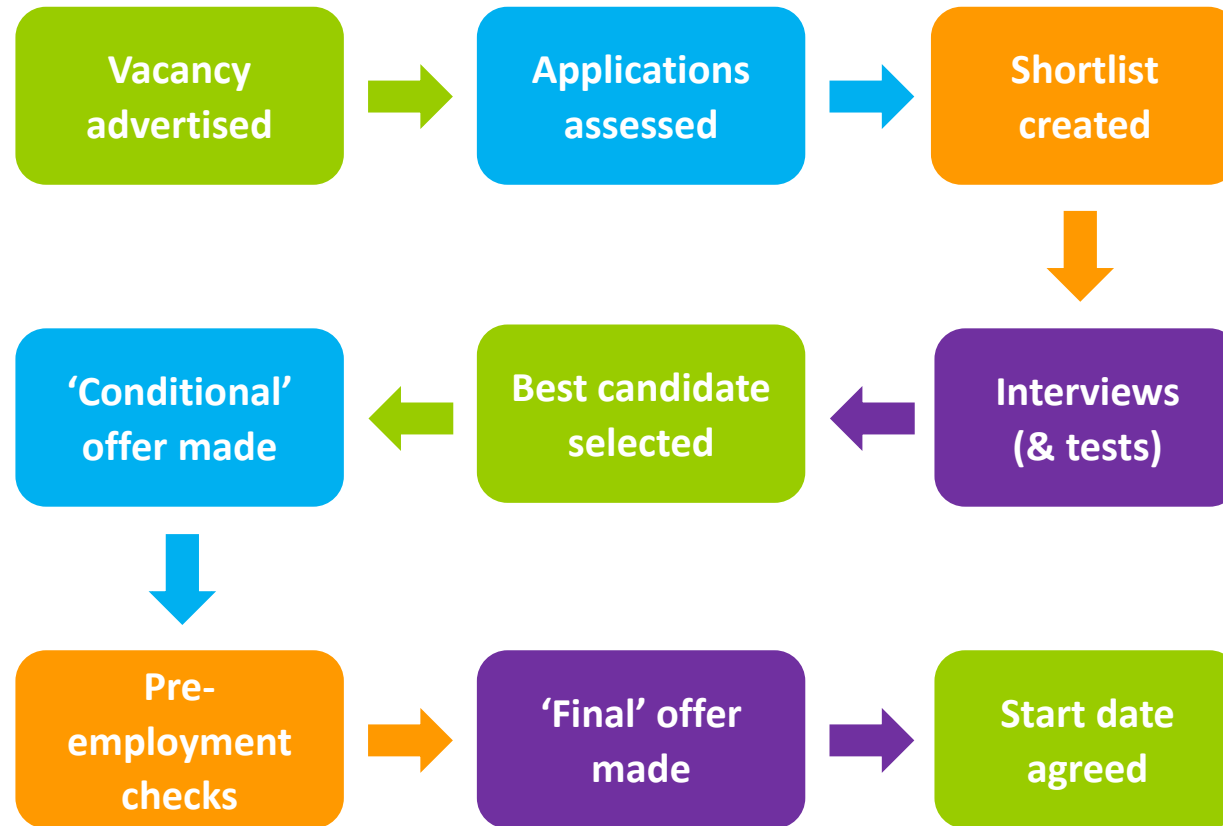 Vacancy
advertised
Applications
assessed
Shortlist
created
Interviews
(& tests)
Best candidate
selected
‘Conditional’
offer made
Pre-
employment
checks
‘Final’ offer
made
Start date
agreed